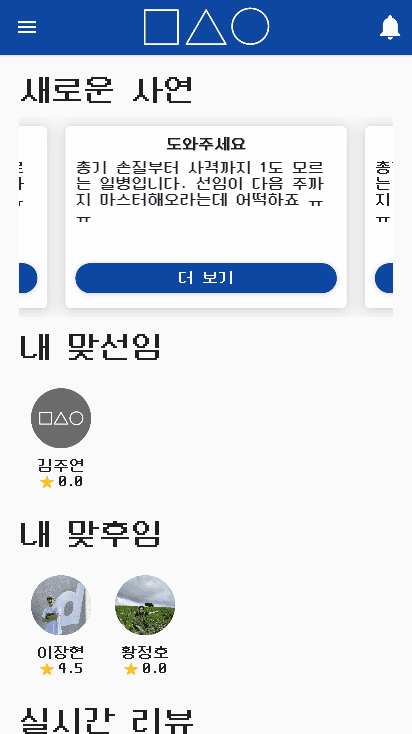 새로운 사연
도와주세요
총기 손질부터 사격까지 1도 모르
는 일병입니다. 선임이 다음 주까
지 마스터해오라는데 어떡하죠 ㅠ
ㅠ
더 보기
내 맞선임
김주연
0.0
내 맞후임
이장현
4.5
황정호
0.0
실시간 리뷰